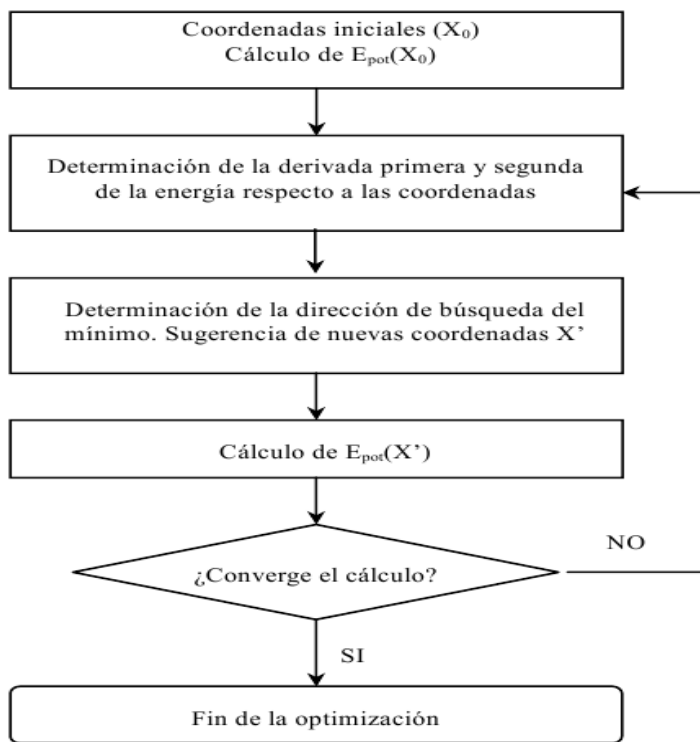 Coordenadas iniciales (X₀)
Cálculo de Eₚₒₜ(X₀)
Determinación de la derivada primera y segunda
de la energía respecto a las coordenadas
Determinación de la dirección de búsqueda del
mínimo. Sugerencia de nuevas coordenadas X’
Cálculo de Eₚₒₜ(X’)
¿Converge el cálculo?
NO
SI
Fin de la optimización